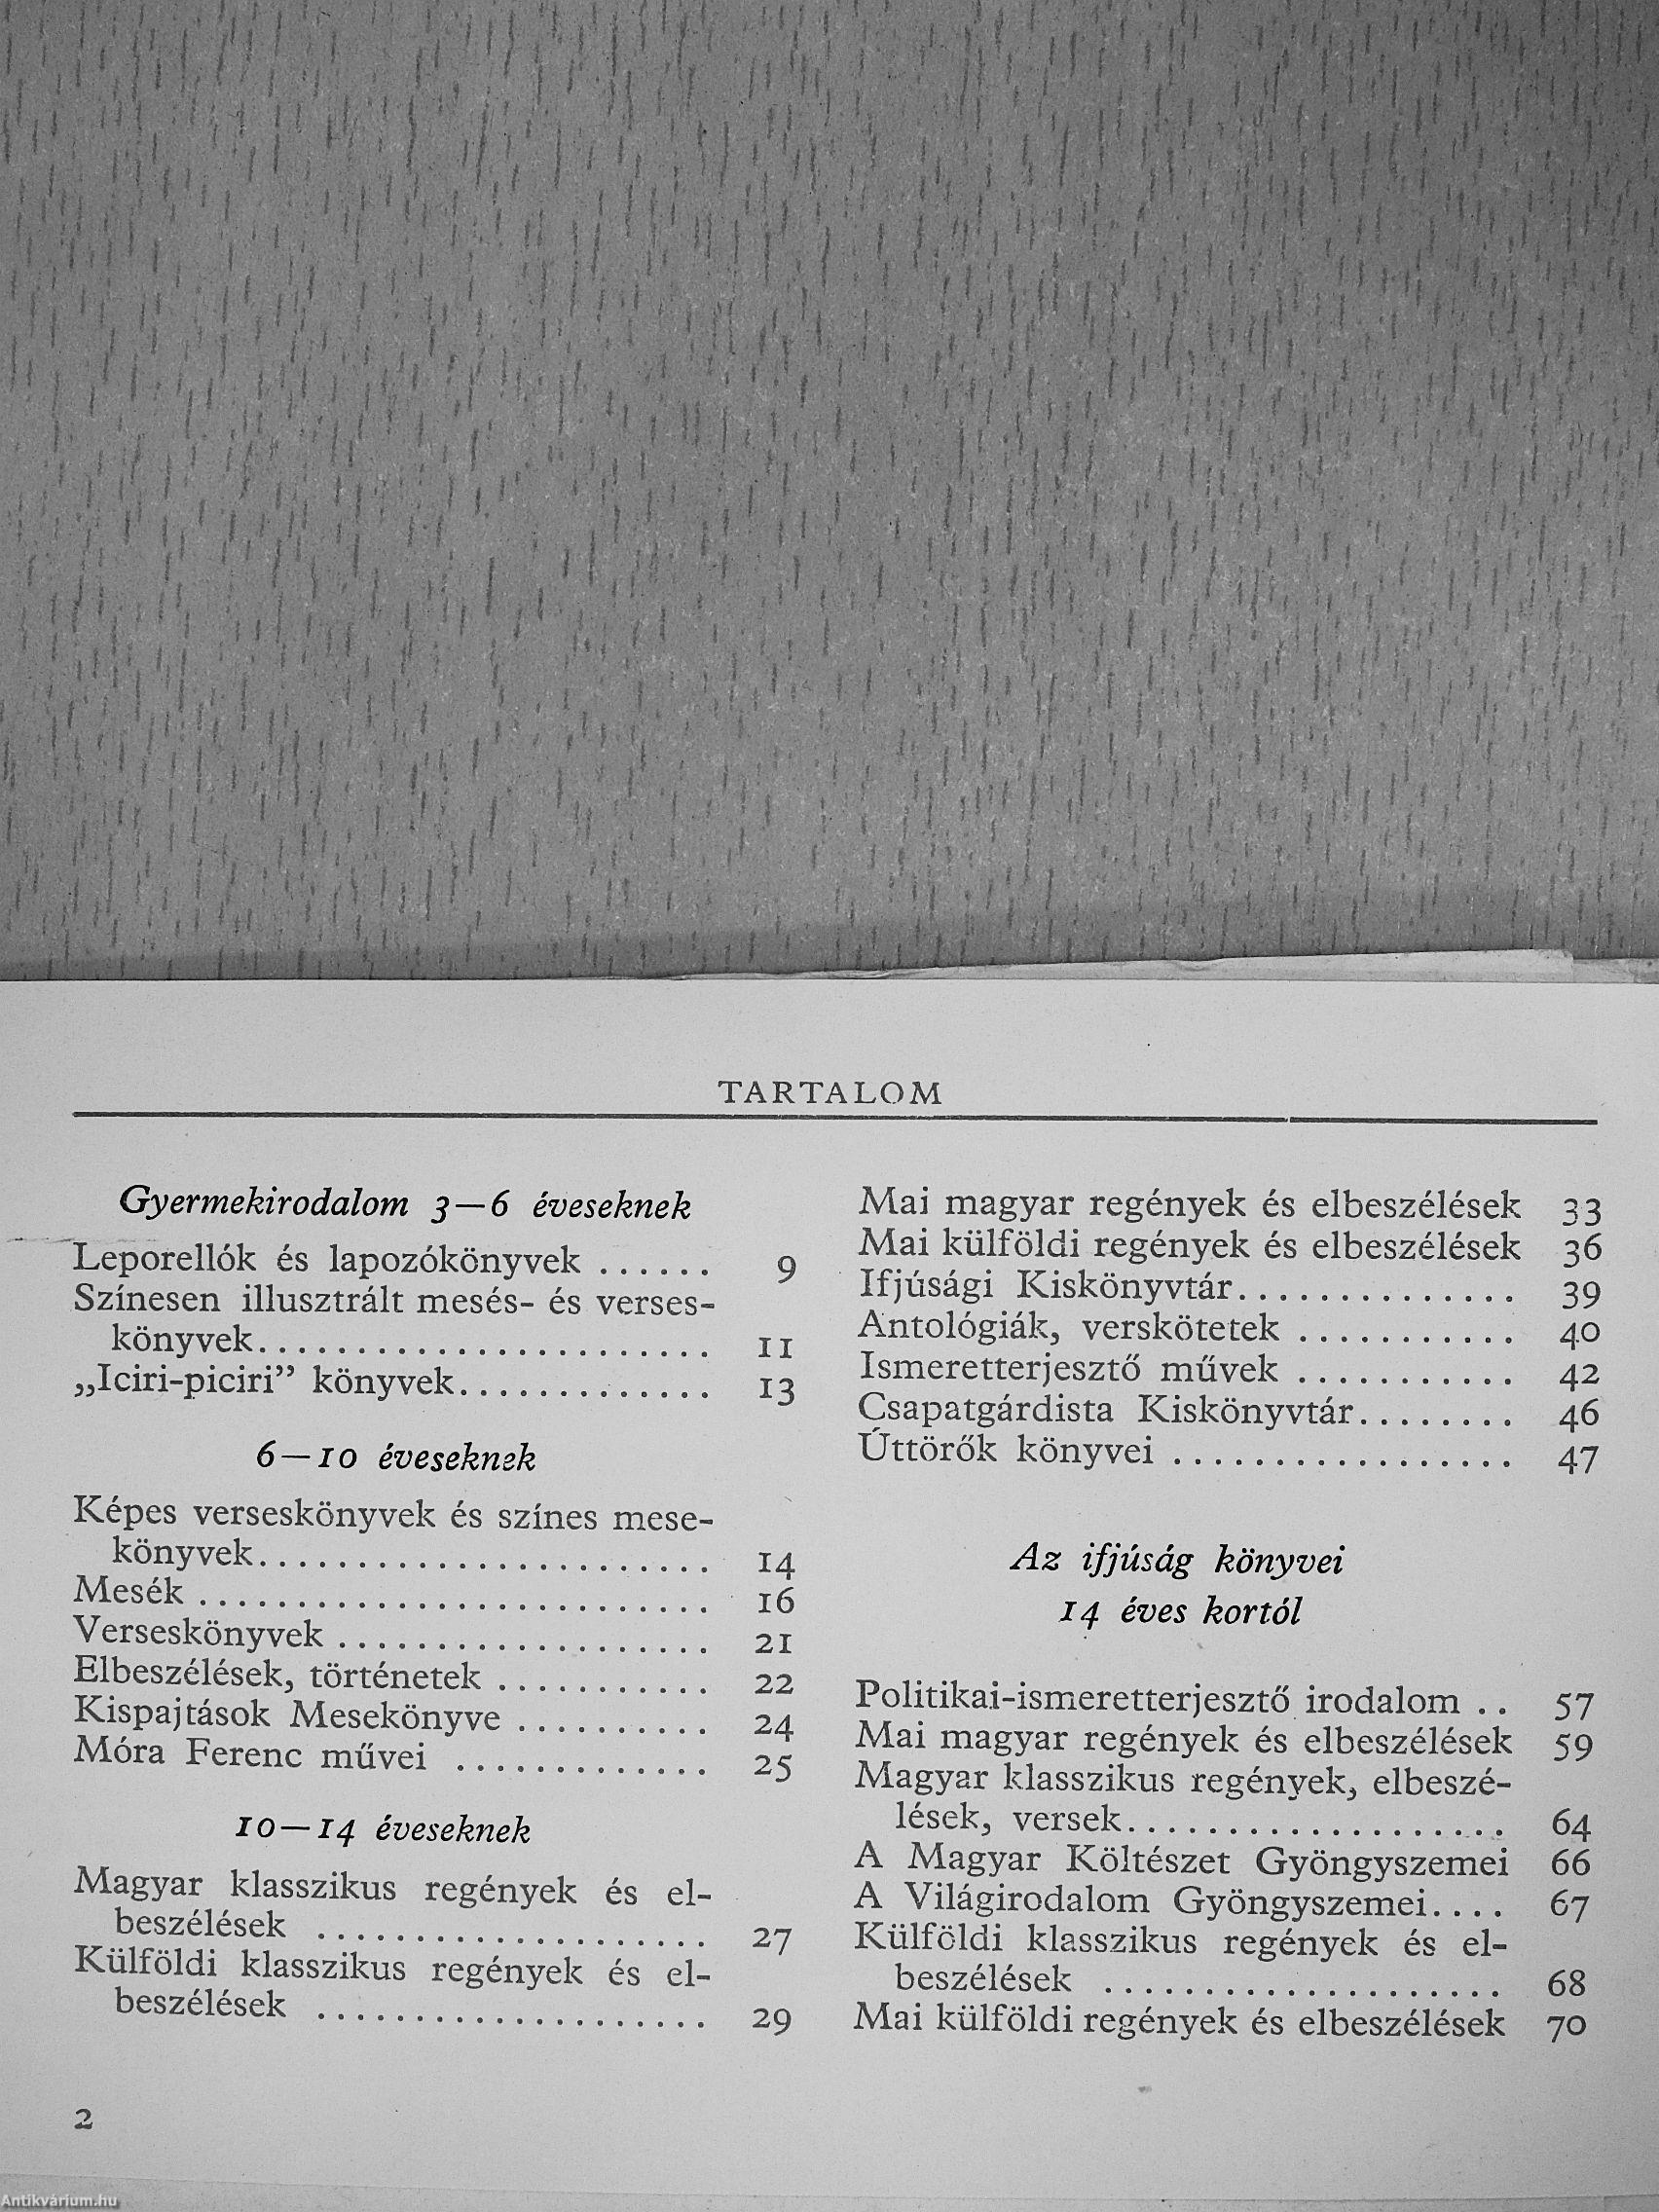 TARTALOM
Gyermekirodalom 3—6 éveseknek
Leporellók és lapozókönyvek ...... 9
Színesen illusztrált mesés- és verses-
könyvek........................ 11
„Iciri-piciri” könyvek............. 13
6—10 éveseknek
Képes verseskönyvek és színes mese-
könyvek........................ 14
Mesék ........................... 16
Verseskönyvek .................... 21
Elbeszélések, történetek ............ 22
Kispajtások Mesekönyve .......... 24
Móra Ferenc művei .............. 25
10—14 éveseknek
Magyar klasszikus regények és el-
beszélések ..................... 27
Külföldi klasszikus regények és el-
beszélések ..................... 29
Mai magyar regények és elbeszélések 33
Mai külföldi regények és elbeszélések 36
Ifjúsági Kiskönyvtár............... 39
Antológiák, verskötetek ............ 40
Ismeretterjesztő művek ............ 42
Csapatgárdista Kiskönyvtár........ 46
Úttörők könyvei .................. 47
Az ifjúság könyvei
14 éves kortól
Politikai-ismeretterjesztő irodalom .. 57
Mai magyar regények és elbeszélések 59
Magyar klasszikus regények, elbeszé-
lések, versek.................... 64
A Magyar Költészet Gyöngyszemei 66
A Világirodalom Gyöngyszemei.... 67
Külföldi klasszikus regények és el-
beszélések ..................... 68
Mai külföldi regények és elbeszélések 70
2
Antikvárium.hu